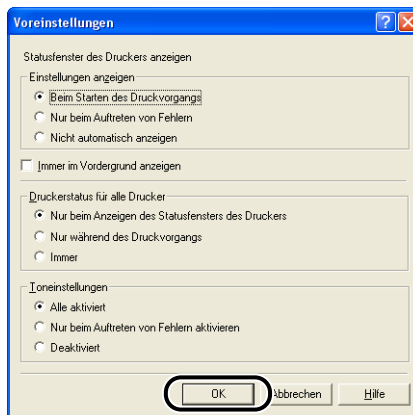 Voreinstellungen
Statusfenster des Druckers anzeigen
Einstellungen anzeigen
Beim Starten des Druckvorgangs
Nur beim Auftreten von Fehlern
Nicht automatisch anzeigen
Immer im Vordergrund anzeigen
Druckerstatus für alle Drucker
Nur beim Anzeigen des Statusfensters des Druckers
Nur während des Druckvorgangs
Immer
Toneinstellungen
Alle aktiviert
Nur beim Auftreten von Fehlern aktivieren
Deaktiviert
OK Abbrechen Hilfe